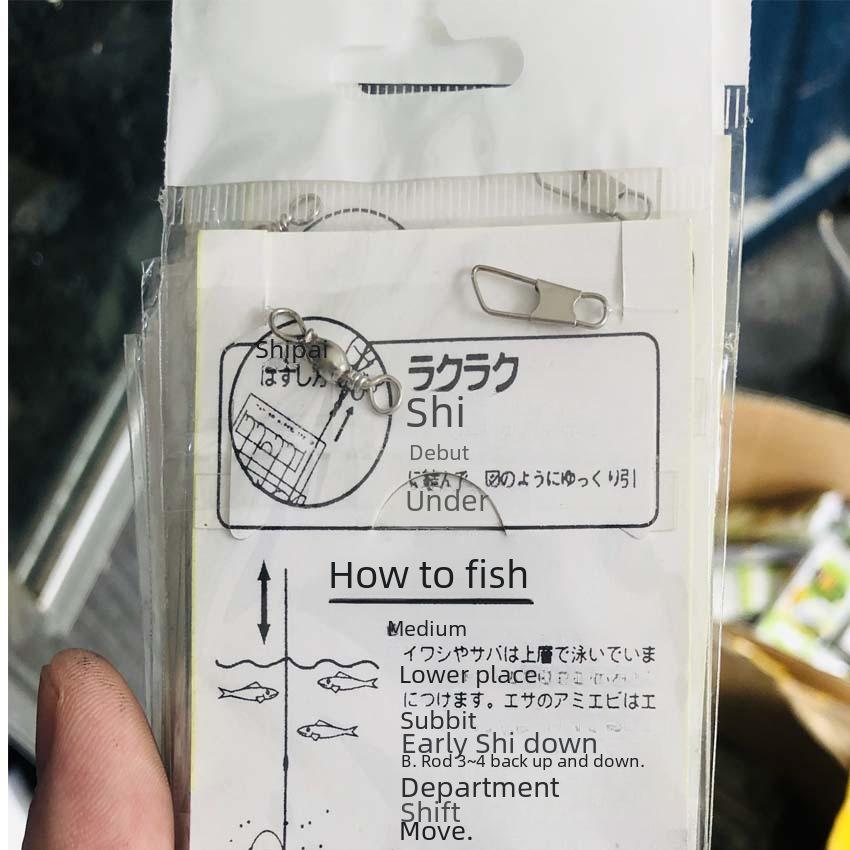 Shipai
はずし
ラクラク
Shi
Debut
に結んで 図のようにゆっくり引
Under
How to fish
Medium
イワシやサバは上層で泳いでいま
Lower place.
につけます。エサのアミエビはエ
Subbit
Early Shi down
B. Rod 3~4 back up and down.
Department
Shift
Move.